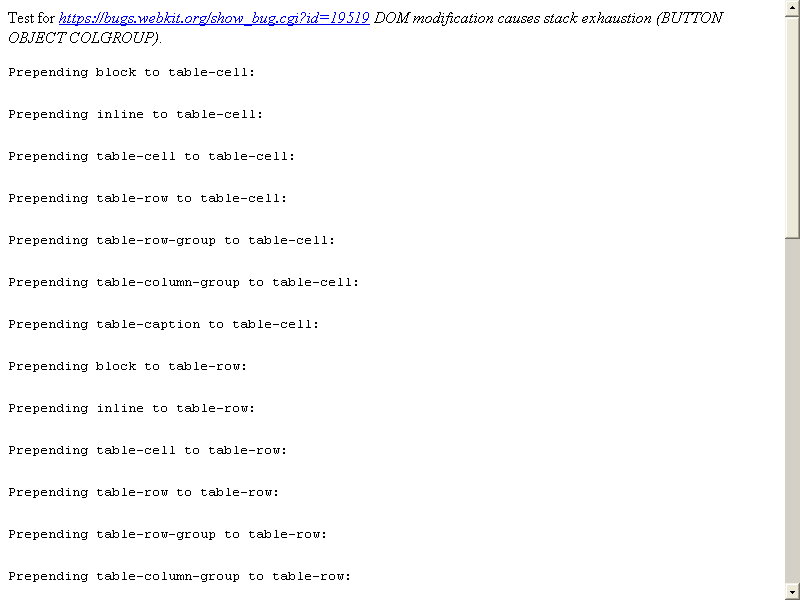 Test for https://bugs.webkit.org/show_bug.cgi?id=19519 DOM modification causes stack exhaustion (BUTTON
OBJECT COLGROUP).
Prepending block to table-cell:
Prepending inline to table-cell:
Prepending table-cell to table-cell:
Prepending table-row to table-cell:
Prepending table-row-group to table-cell:
Prepending table-column-group to table-cell:
Prepending table-caption to table-cell:
Prepending block to table-row:
Prepending inline to table-row:
Prepending table-cell to table-row:
Prepending table-row to table-row:
Prepending table-row-group to table-row:
Prepending table-column-group to table-row: